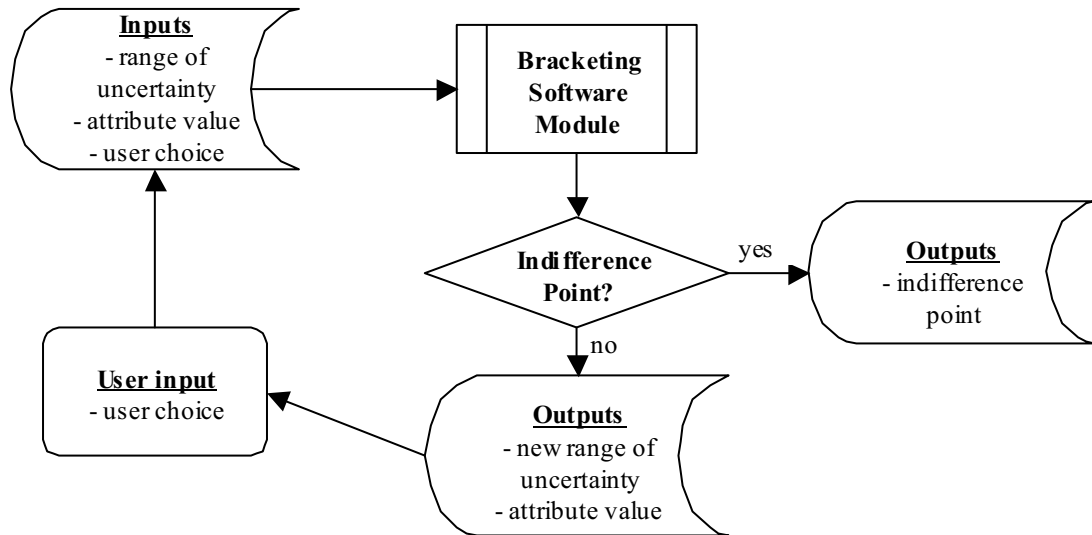 Inputs
- range of
uncertainty
- attribute value
- user choice
Bracketing
Software
Module
Indifference
Point?
yes
Outputs
- indifference
point
no
Outputs
- new range of
uncertainty
- attribute value
User input
- user choice